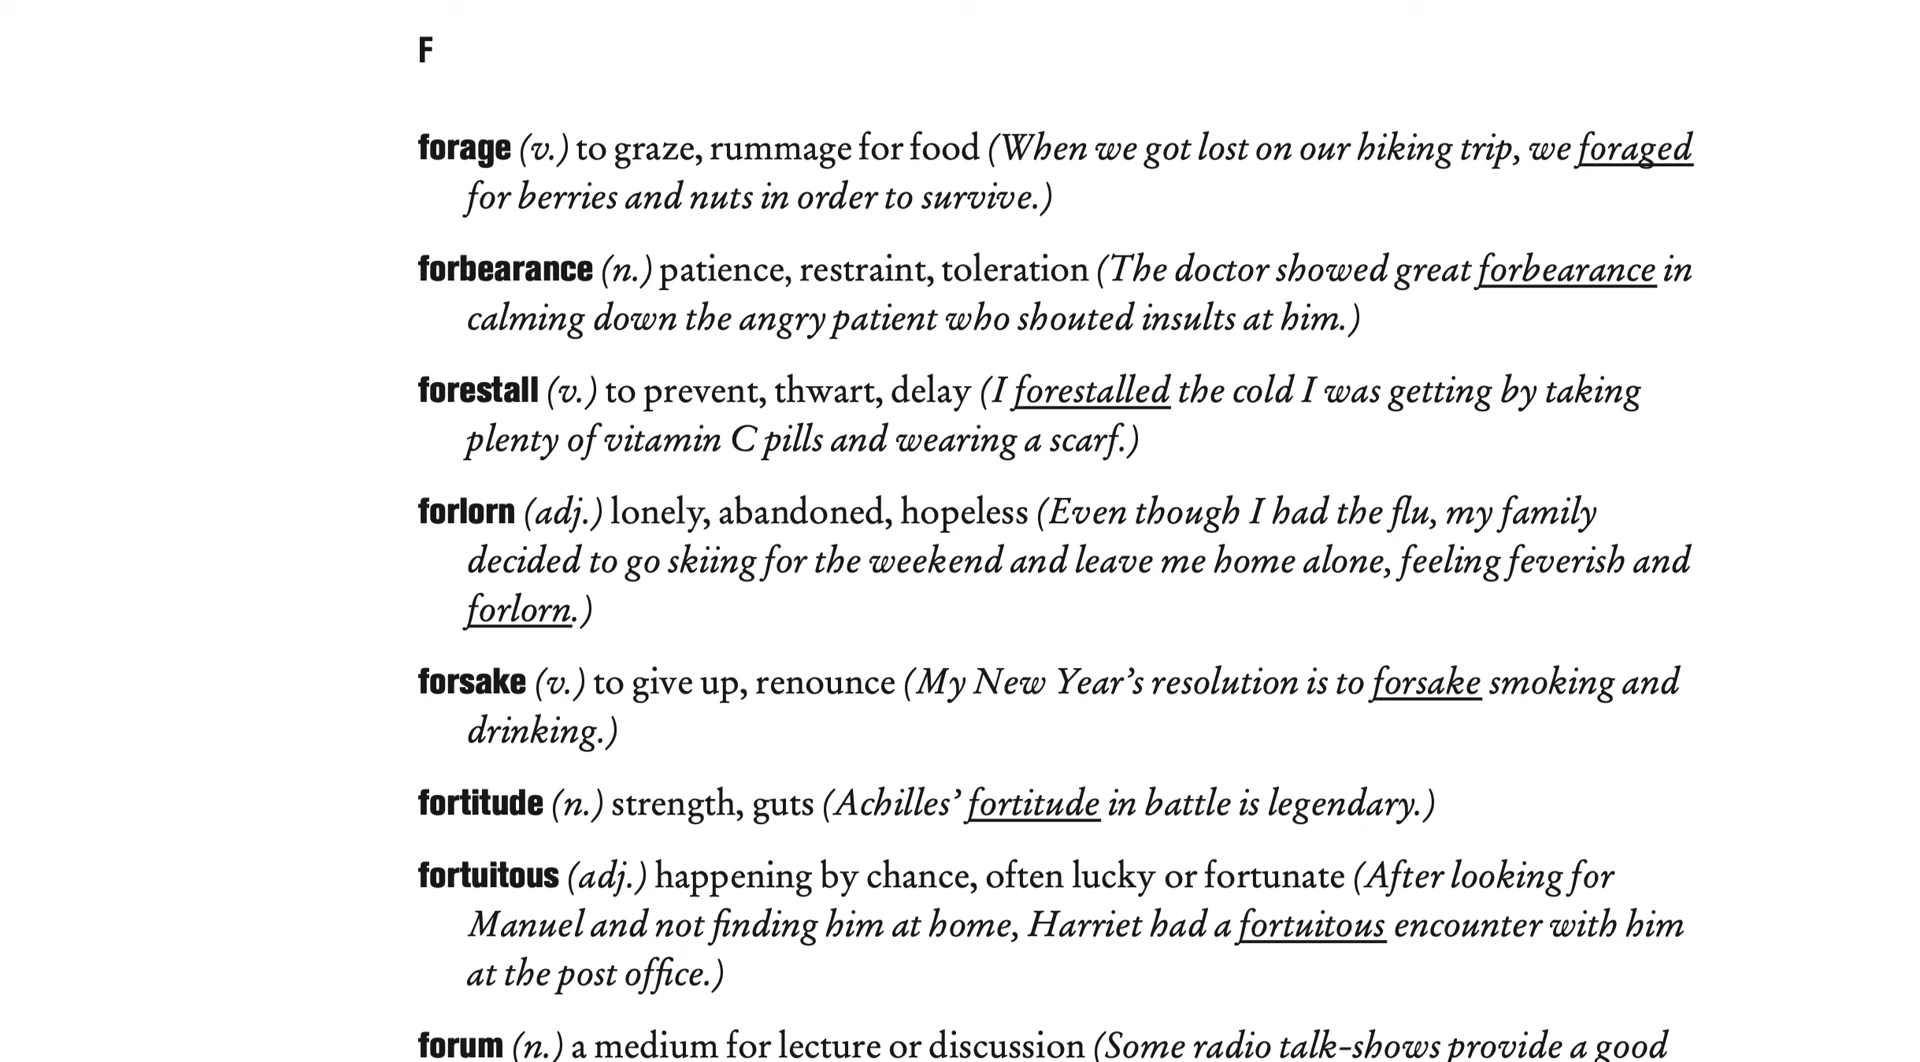 F
forage (v.) to graze, rummage for food (When we got lost on our hiking trip, we foraged
for berries and nuts in order to survive.)
forbearance (n.) patience, restraint, toleration (The doctor showed great forbearance in
calming down the angry patient who shouted insults at him.)
forestall (v.) to prevent, thwart, delay (I forestalled the cold I was getting by taking
plenty of vitamin C pills and wearing a scarf.)
forlorn (adj.) lonely, abandoned, hopeless (Even though I had the flu, my family
decided to go skiing for the weekend and leave me home alone, feeling feverish and
forlorn.)
forsake (v.) to give up, renounce (My New Year’s resolution is to forsake smoking and
drinking.)
fortitude (n.) strength, guts (Achilles’ fortitude in battle is legendary.)
fortuitous (adj.) happening by chance, often lucky or fortunate (After looking for
Manuel and not finding him at home, Harriet had a fortuitous encounter with him
at the post office.)
forum (n.) a medium for lecture or discussion (Some radio talk-shows provide a good